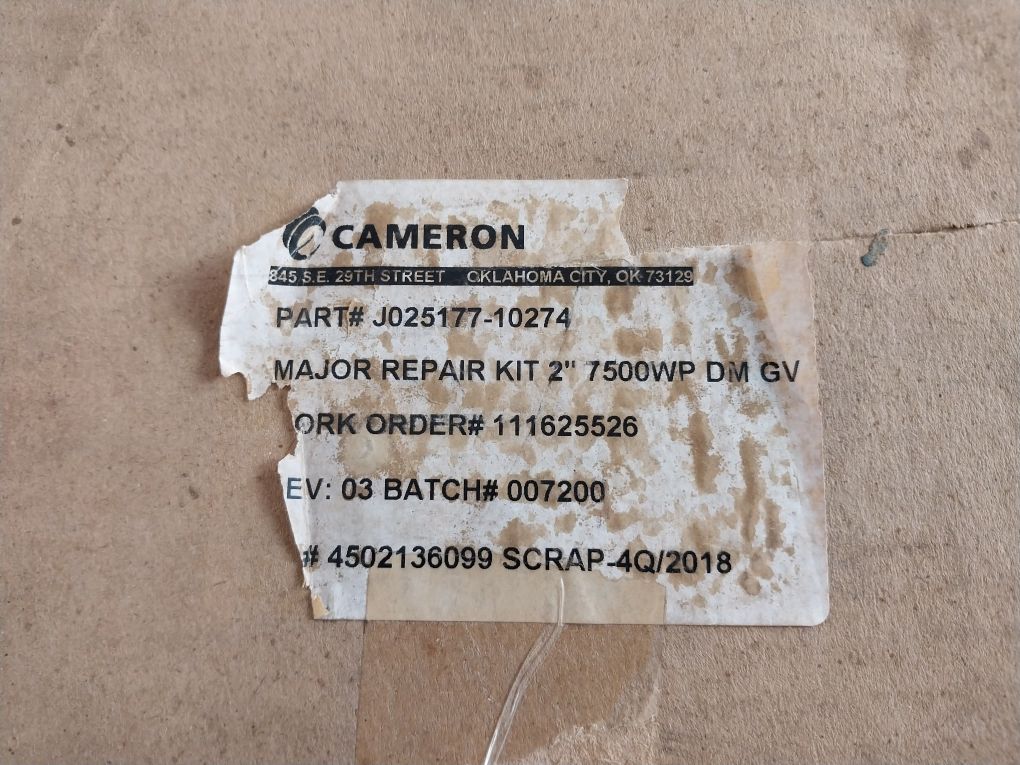 CAMERON
845 S.E. 29TH STREET OKLAHOMA CITY, OK 73129
PART# J025177-10274
MAJOR REPAIR KIT 2" 7500WP DM GV
ORK ORDER# 111625526
EV: 03 BATCH# 007200
# 4502136099 SCRAP-4Q/2018